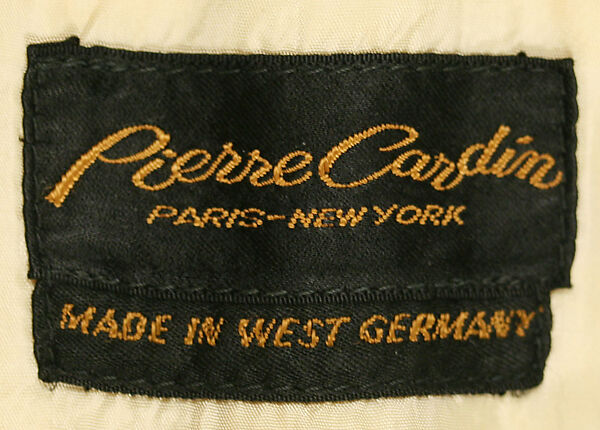 Pierre Cardin
PARIS-NEW YORK
MADE IN WEST GERMANY